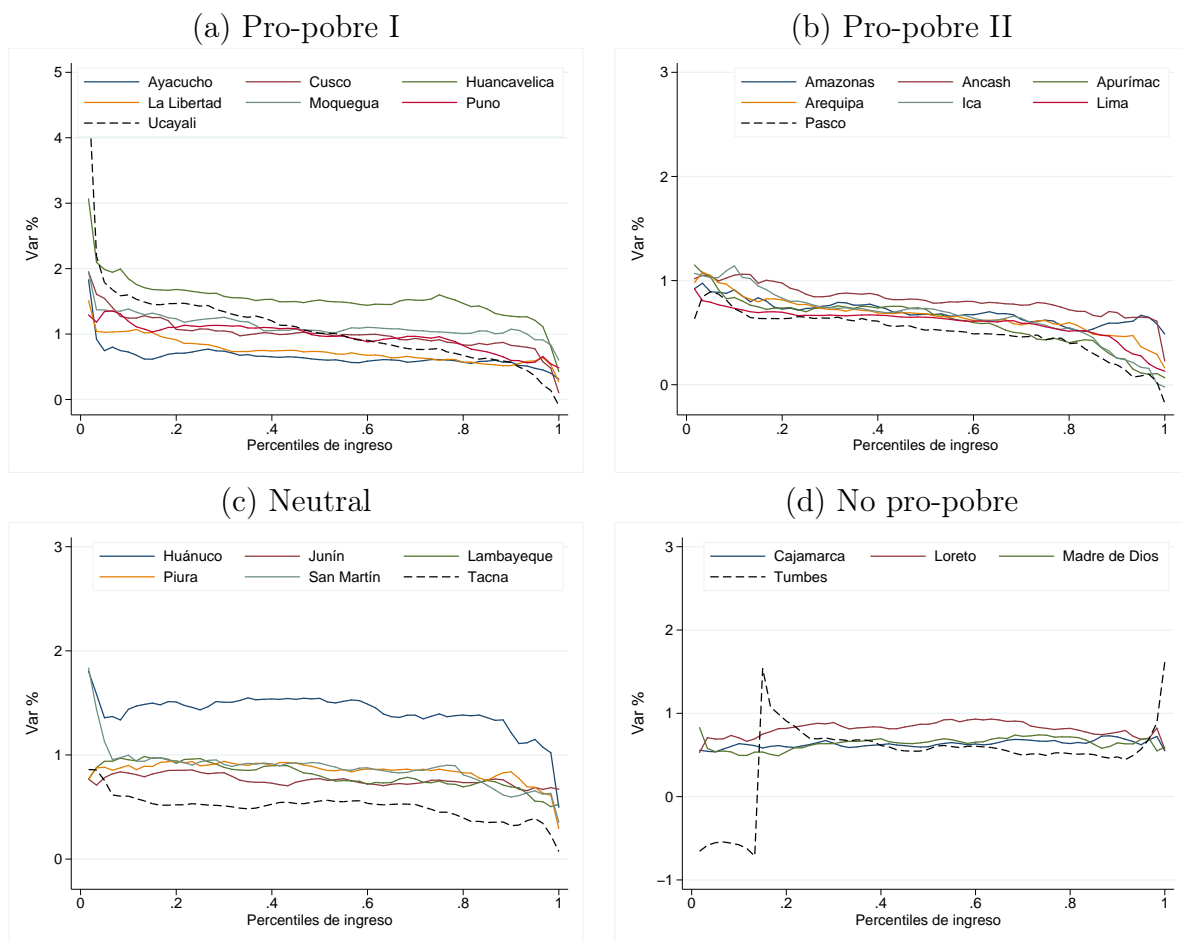 (a) Pro-pobre I
5
4
3
2
1
0
Var %
Ayacucho Cusco Huancavelica
La Libertad Moquegua Puno
Ucayali
0 .2 .4 .6 .8 1
Percentiles de ingreso
(b) Pro-pobre II
3
2
1
0
Var %
Amazonas Ancash Apurímac
Arequipa Ica Lima
Pasco
0 .2 .4 .6 .8 1
Percentiles de ingreso
(c) Neutral
3
2
1
0
Var %
Huánuco Junín Lambayeque
Piura San Martín Tacna
0 .2 .4 .6 .8 1
Percentiles de ingreso
(d) No pro-pobre
3
2
1
0
−1
Var %
Cajamarca Loreto Madre de Dios
Tumbes
0 .2 .4 .6 .8 1
Percentiles de ingreso